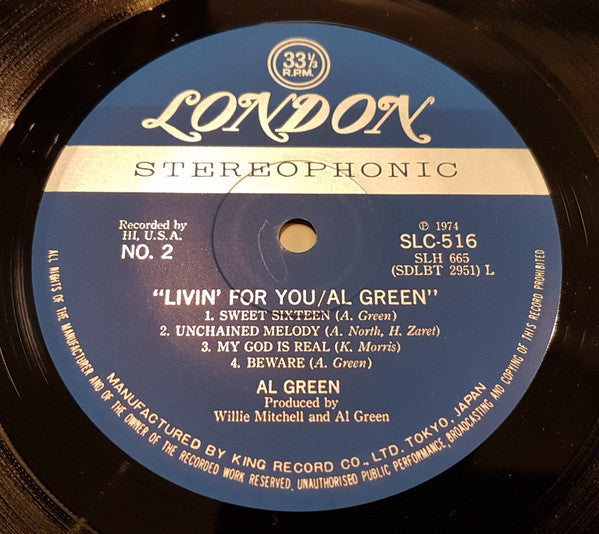 33⅓
R.P.M.
LONDON
STEREOPHONIC
Recorded by
HI, U.S.A.
NO. 2
℗ 1974
SLC-516
SLH 665
(SDLBT 2951) L
"LIVIN' FOR YOU/AL GREEN"
1. SWEET SIXTEEN (A. Green)
2. UNCHAINED MELODY (A. North, H. Zaret)
3. MY GOD IS REAL (K. Morris)
4. BEWARE (A. Green)
AL GREEN
Produced by
Willie Mitchell and Al Green
MANUFACTURED BY KING RECORD CO., LTD. TOKYO, JAPAN
ALL RIGHTS OF THE MANUFACTURER AND OF THE OWNER OF THE RECORDED WORK RESERVED, UNAUTHORISED PUBLIC PERFORMANCE, BROADCASTING AND COPYING OF THIS RECORD PROHIBITED